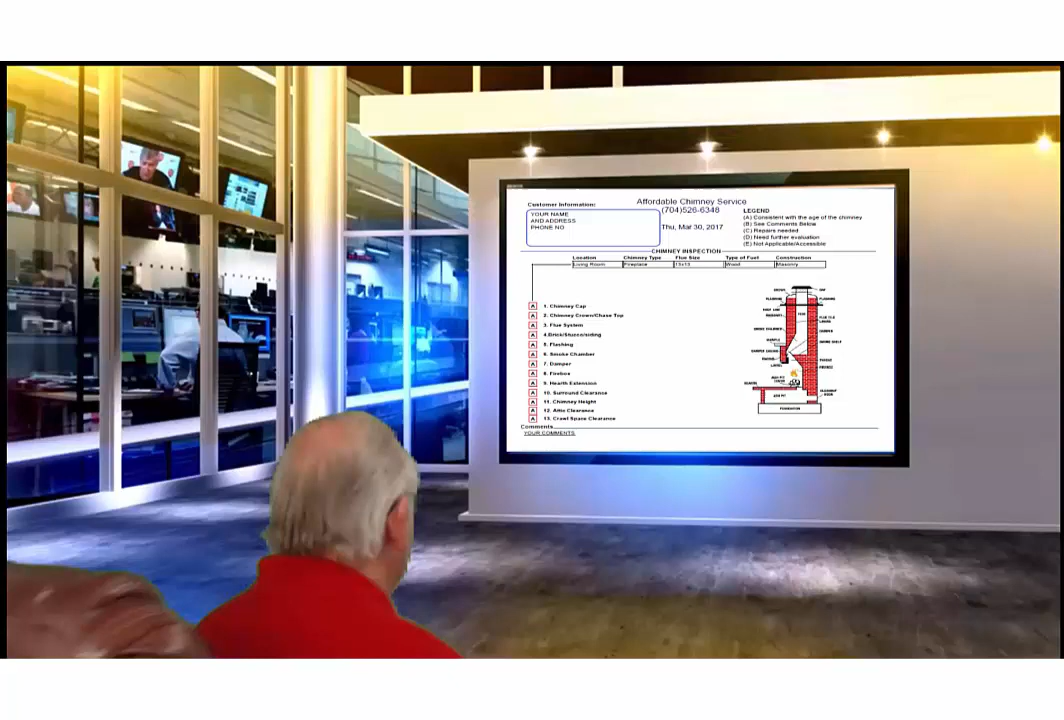 Affordable Chimney Service
(704)526-6348
Thu, Mar 30, 2017
Customer Information:
YOUR NAME
AND ADDRESS
PHONE NO
LEGEND
(A) Consistent with the age of the chimney
(B) See Comments Below
(C) Repairs needed
(D) Need further evaluation
(E) Not Applicable/Accessible
CHIMNEY INSPECTION
Location Chimney Type Flue Size Type of Fuel Construction
Living Room Fireplace 13x13 Wood Masonry
A 1. Chimney Cap
A 2. Chimney Crown/Chase Top
A 3. Flue System
A 4.Brick/Stucco/siding
A 5. Flashing
A 6. Smoke Chamber
A 7. Damper
A 8. Firebox
A 9. Hearth Extension
A 10. Surround Clearance
A 11. Chimney Height
A 12. Attic Clearance
A 13. Crawl Space Clearance
Comments
YOUR COMMENTS
FLUE
ASH PIT
FOUNDATION